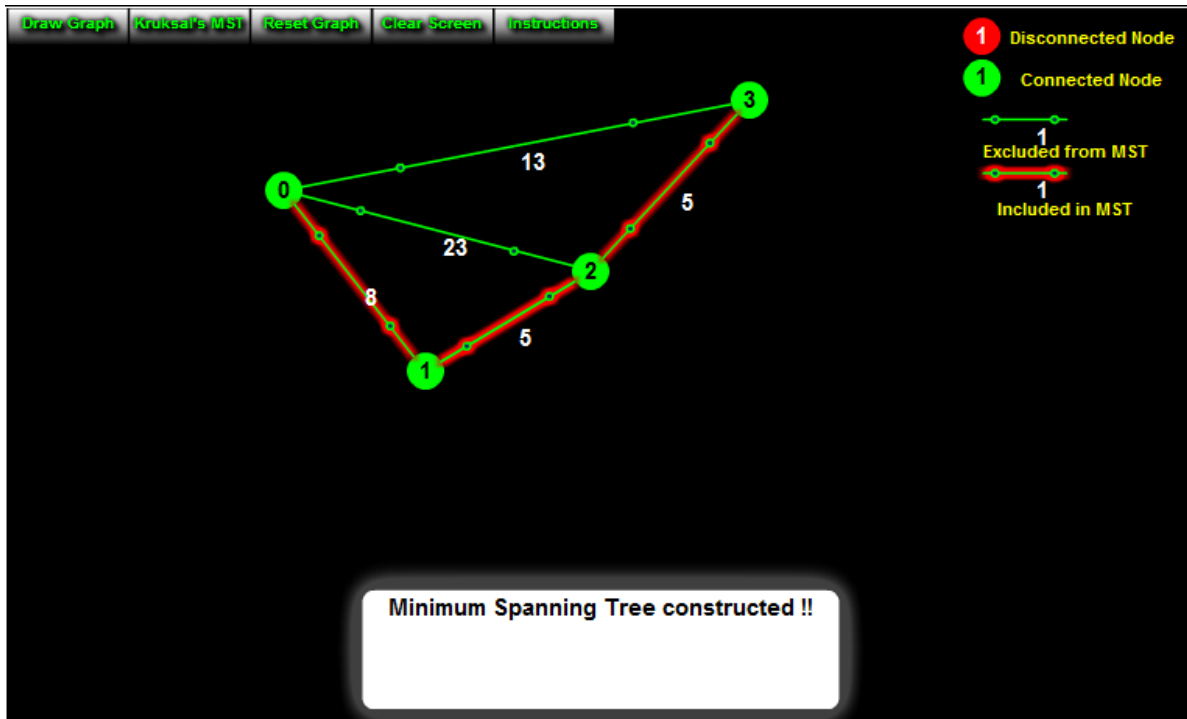 Draw Graph Kruksal's MST Reset Graph Clear Screen Instructions
1 Disconnected Node
1 Connected Node
1
Excluded from MST
1
Included in MST
3
13
0
5
23
2
8
5
1
Minimum Spanning Tree constructed !!